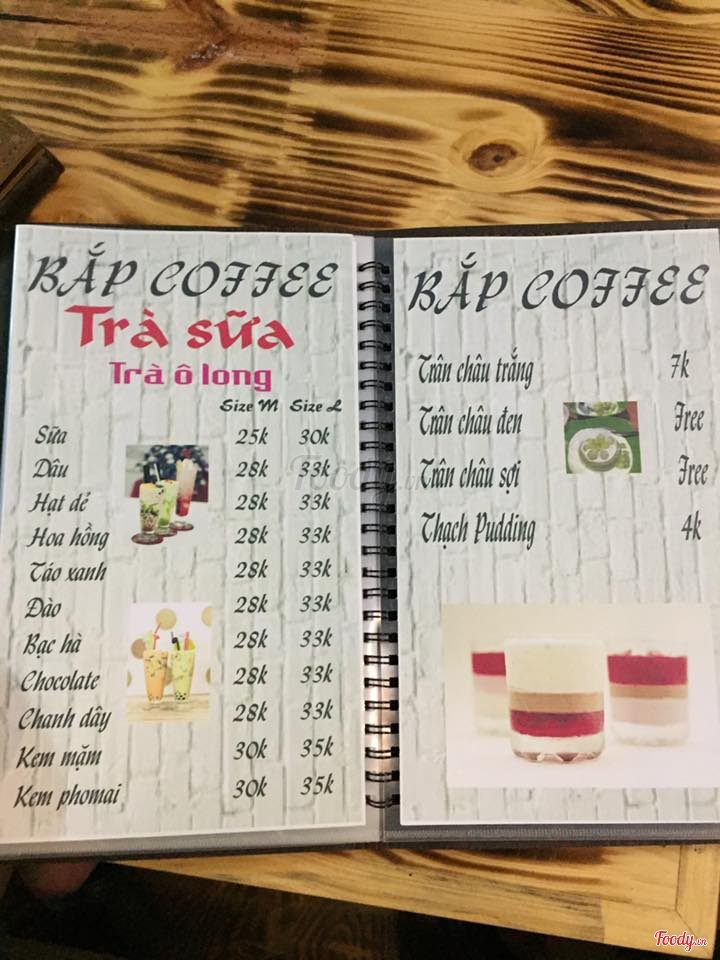 BẮP COFFEE
Trà sữa
Trà ô long
Size M Size L
Sữa 25k 30k
Dâu 28k 33k
Hạt dẻ 28k 33k
Hoa hồng 28k 33k
Táo xanh 28k 33k
Đào 28k 33k
Bạc hà 28k 33k
Chocolate 28k 33k
Chanh dây 28k 33k
Kem mặm 30k 35k
Kem phomai 30k 35k
BẮP COFFEE
Trân châu trắng 7k
Trân châu đen Free
Trân châu sợi Free
Thạch Pudding 4k
Foody.vn
Foody.vn